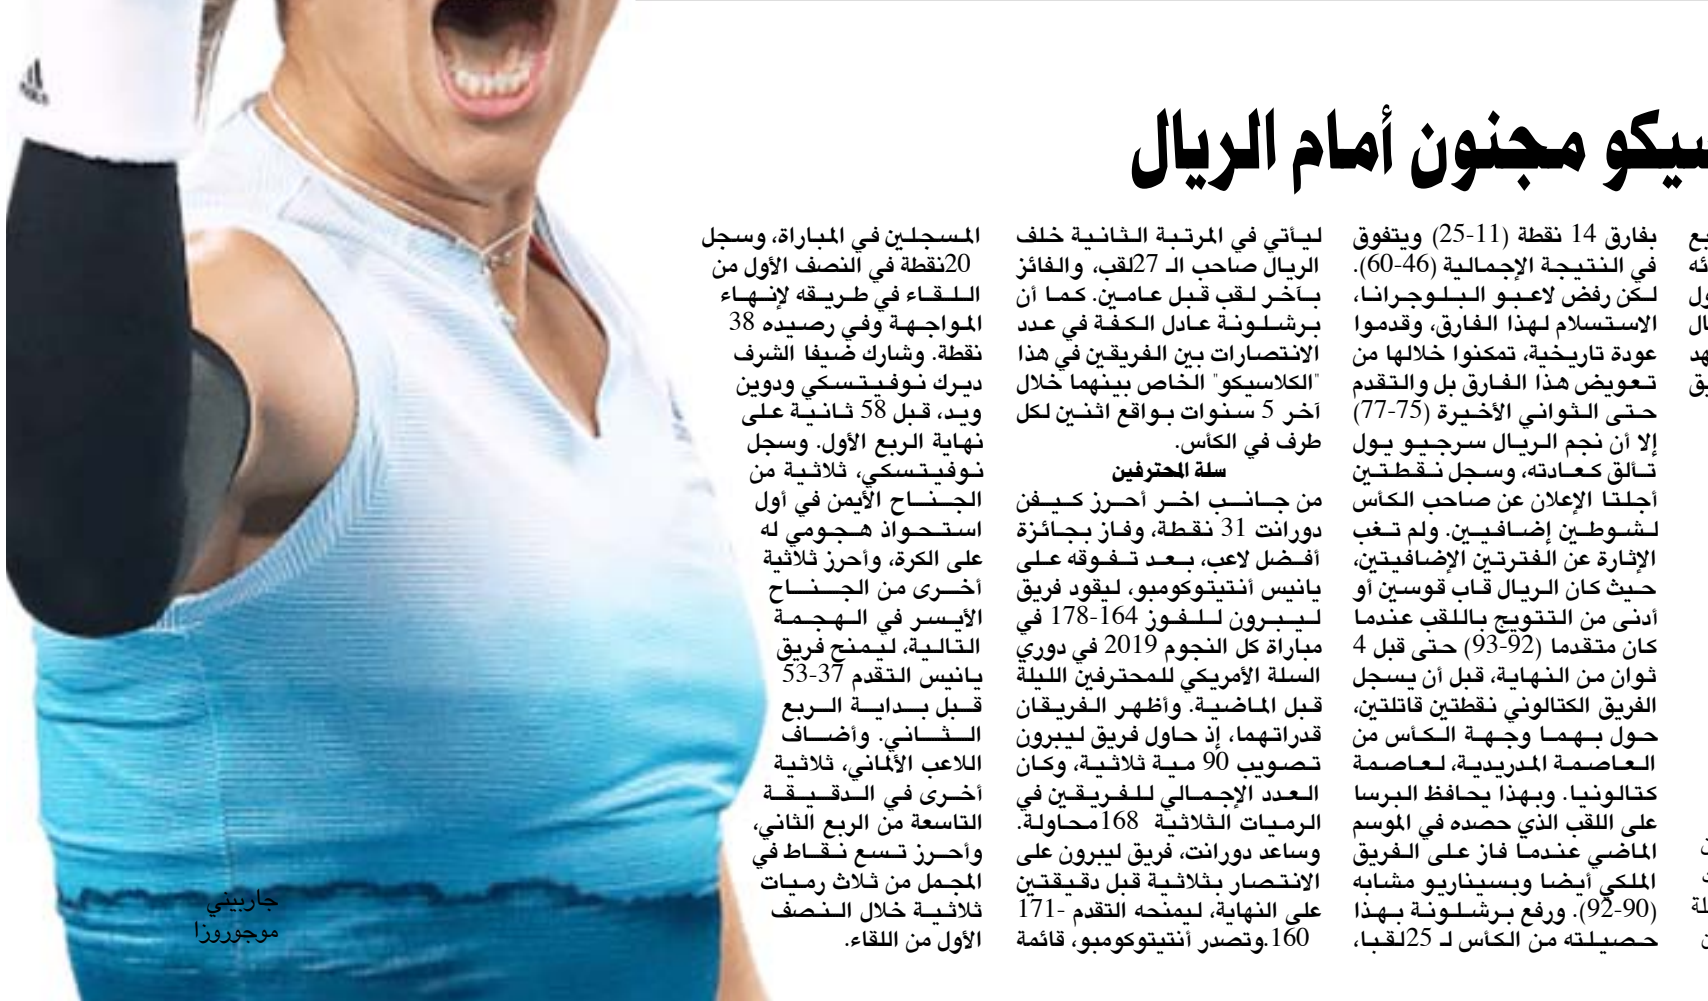 مجنون أمام الريال
بفارق 14 نقطة (11-25) ويتفوق
في النتيجة الإجمالية (46-60).
لكن رفض لاعبو البلوجرانا،
الاستسلام لهذا الفارق، وقدموا
عودة تاريخية، تمكنوا خلالها من
تعويض هذا الفارق بل والتقدم
حتى الثواني الأخيرة (75-77)
إلا أن نجم الريال سرجيو يول
تألق كعادته، وسجل نقطتين
أجلتا الإعلان عن صاحب الكأس
لشوطين إضافيين. ولم تغب
الإثارة عن الفترتين الإضافيتين،
حيث كان الريال قاب قوسين أو
أدنى من التتويج باللقب عندما
كان متقدما (92-93) حتى قبل 4
ثوان من النهاية، قبل أن يسجل
الفريق الكتالوني نقطتين قاتلتين،
حول بهما وجهة الكأس من
العاصمة المدريدية، لعاصمة
كتالونيا. وبهذا يحافظ البرسا
على اللقب الذي حصده في الموسم
الماضي عندما فاز على الفريق
الملكي أيضا وبسيناريو مشابه
(90-92). ورفع برشلونة بهذا
حصيلته من الكأس لـ 25لقبا،
ليأتي في المرتبة الثانية خلف
الريال صاحب الـ 27لقب، والفائز
بآخر لقب قبل عامين. كما أن
برشلونة عادل الكفة في عدد
الانتصارات بين الفريقين في هذا
"الكلاسيكو" الخاص بينهما خلال
آخر 5 سنوات بواقع اثنين لكل
طرف في الكأس.
سلة المحترفين
من جانب اخر أحرز كيفن
دورانت 31 نقطة، وفاز بجائزة
أفضل لاعب، بعد تفوقه على
يانيس أنتيتوكومبو، ليقود فريق
ليبرون للفوز 164-178 في
مباراة كل النجوم 2019 في دوري
السلة الأمريكي للمحترفين الليلة
قبل الماضية. وأظهر الفريقان
قدراتهما، إذ حاول فريق ليبرون
تصويب 90 مية ثلاثية، وكان
العدد الإجمالي للفريقين في
الرميات الثلاثية 168محاولة.
وساعد دورانت، فريق ليبرون على
الانتصار بثلاثية قبل دقيقتين
على النهاية، ليمنحه التقدم -171
160.وتصدر أنتيتوكومبو، قائمة
المسجلين في المباراة، وسجل
20نقطة في النصف الأول من
اللقاء في طريقه لإنهاء
المواجهة وفي رصيده 38
نقطة. وشارك ضيفا الشرف
ديرك نوفيتسكي ودوين
ويد، قبل 58 ثانية على
نهاية الربع الأول. وسجل
نوفيتسكي، ثلاثية من
الجناح الأيمن في أول
استحواذ هجومي له
على الكرة، وأحرز ثلاثية
أخرى من الجناح
الأيسر في الهجمة
التالية، ليمنح فريق
يانيس التقدم 37-53
قبل بداية الربع
الثاني. وأضاف
اللاعب الألماني، ثلاثية
أخرى في الدقيقة
التاسعة من الربع الثاني،
وأحرز تسع نقاط في
المجمل من ثلاث رميات
ثلاثية خلال النصف
الأول من اللقاء.
جاربيني
موجوروزا